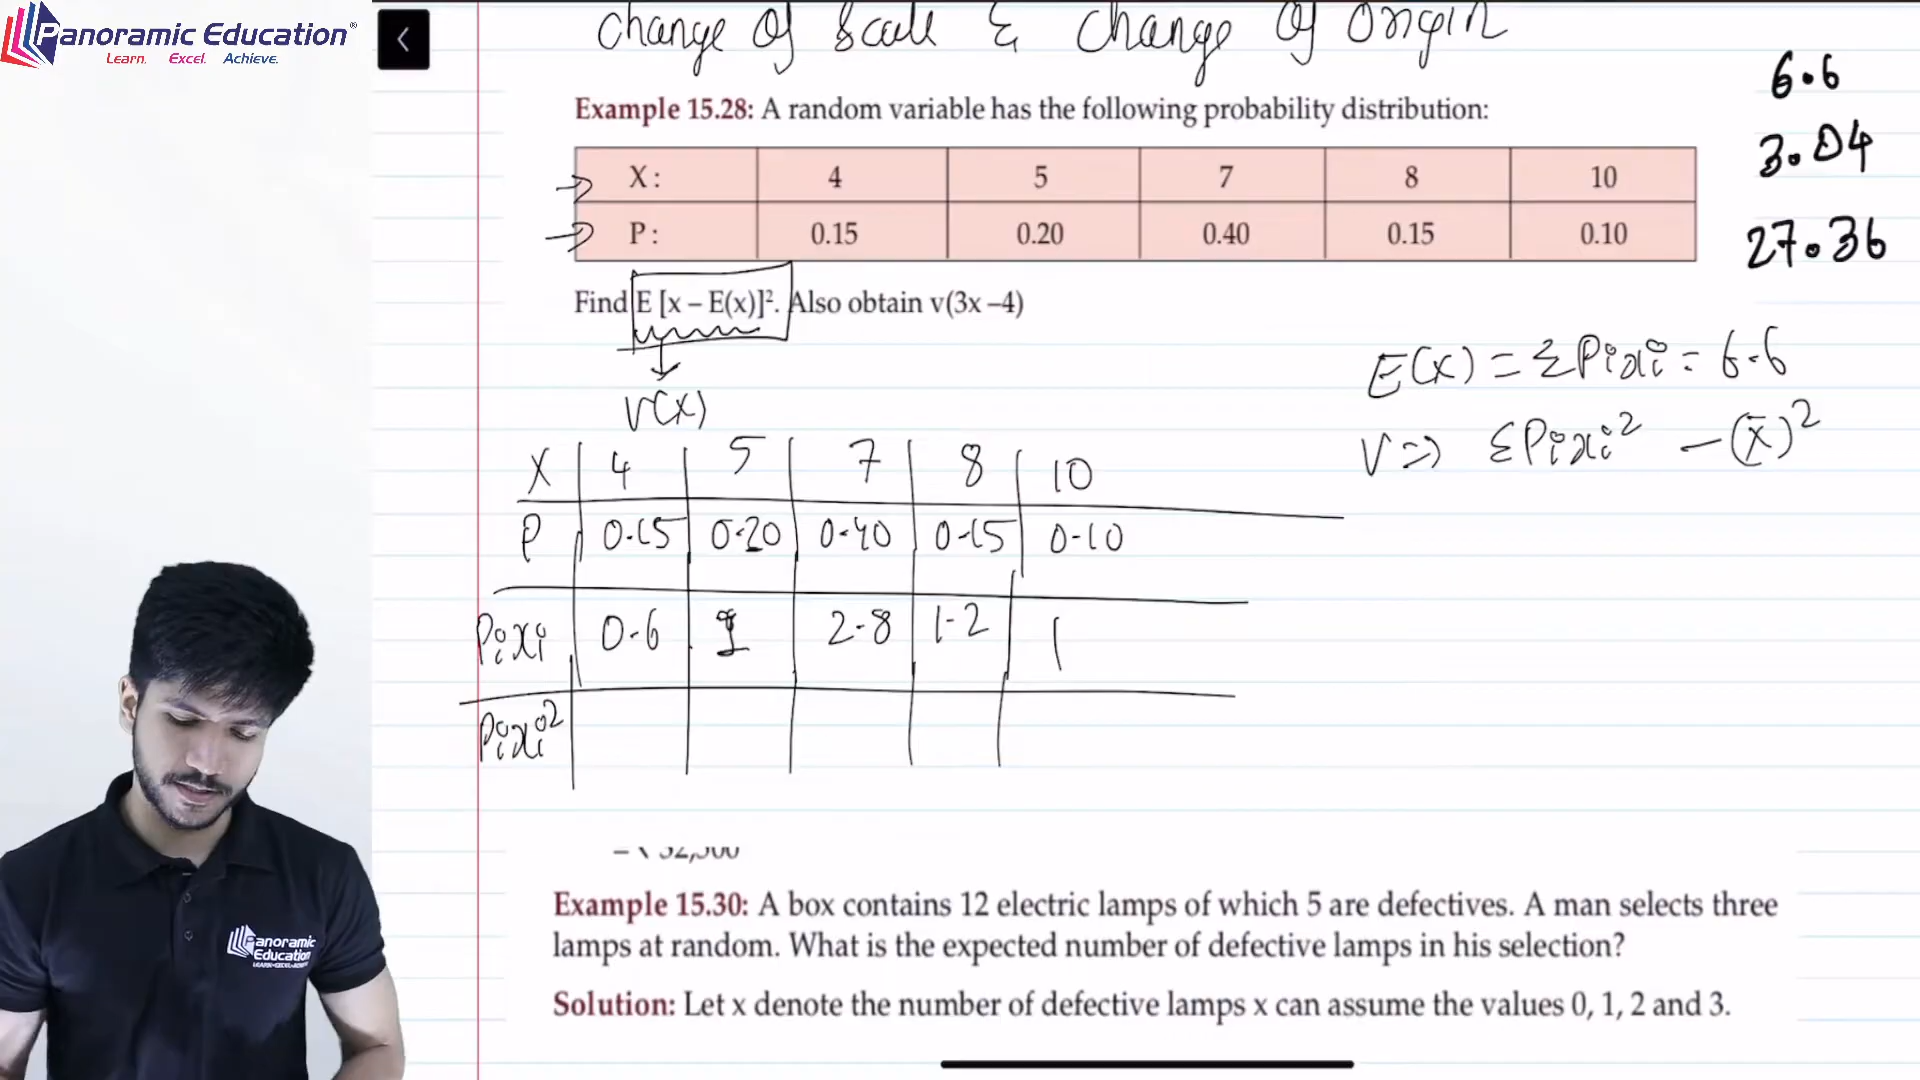 Panoramic Education®
Learn. Excel. Achieve.
Change Of Scale & Change Of Origin
Example 15.28: A random variable has the following probability distribution:
X : 4 5 7 8 10
P : 0.15 0.20 0.40 0.15 0.10
6.6
3.04
27.36
Find E [x – E(x)]². Also obtain v(3x –4)
V(X)
E(x) = ΣPixi = 6.6
V => ΣPixi² – (x̄)²
X 4 5 7 8 10
P 0.15 0.20 0.40 0.15 0.10
Pixi 0.6 1 2.8 1.2 1
Pixi²
Example 15.30: A box contains 12 electric lamps of which 5 are defectives. A man selects three
lamps at random. What is the expected number of defective lamps in his selection?
Solution: Let x denote the number of defective lamps x can assume the values 0, 1, 2 and 3.
Panoramic
Education